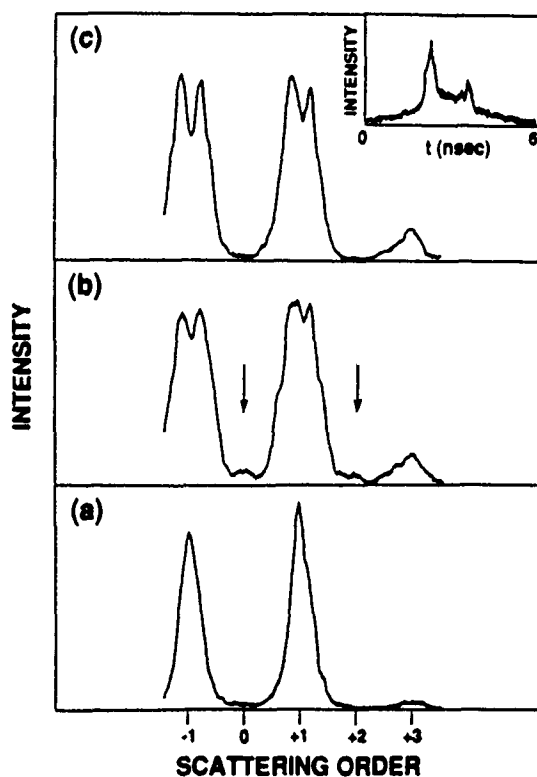 (c)
INTENSITY
0
6
t (nsec)
(b)
INTENSITY
(a)
-1 0 +1 +2 +3
SCATTERING ORDER